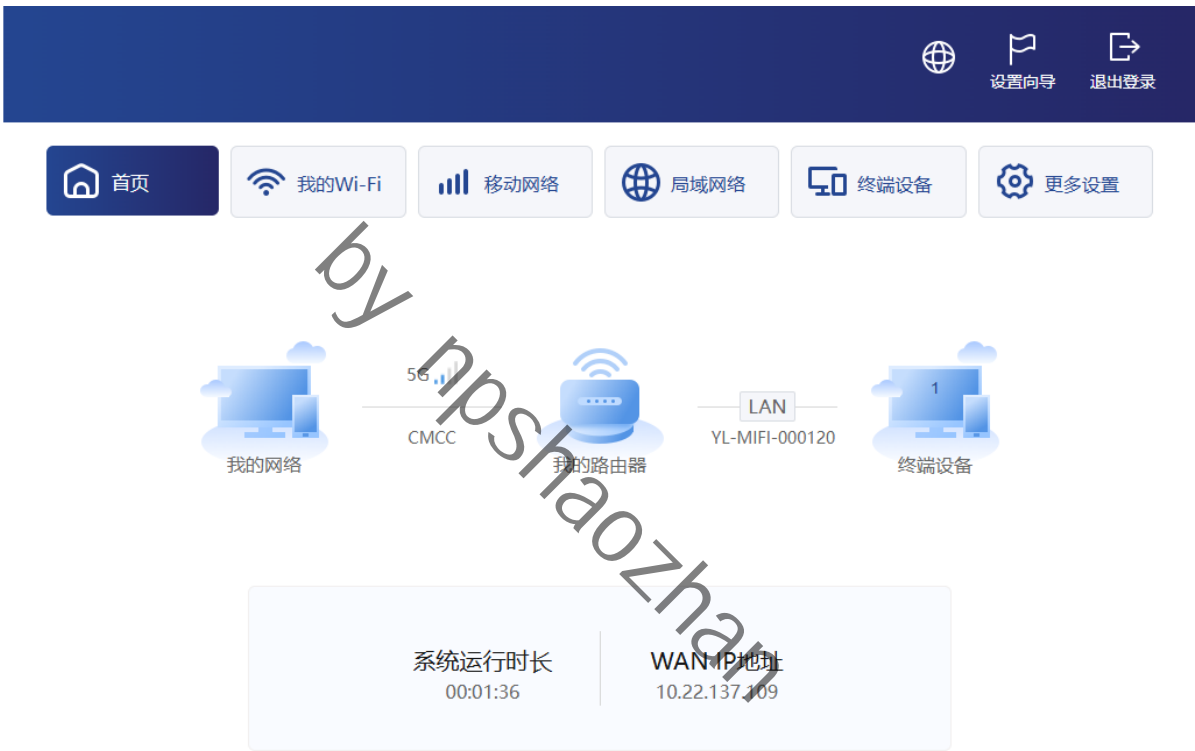 设置向导
退出登录
首页
我的Wi-Fi
移动网络
局域网络
终端设备
更多设置
by npshaozhan
5G
CMCC
LAN
YL-MIFI-000120
1
我的网络
我的路由器
终端设备
系统运行时长
WAN IP地址
00:01:36
10.22.137.109